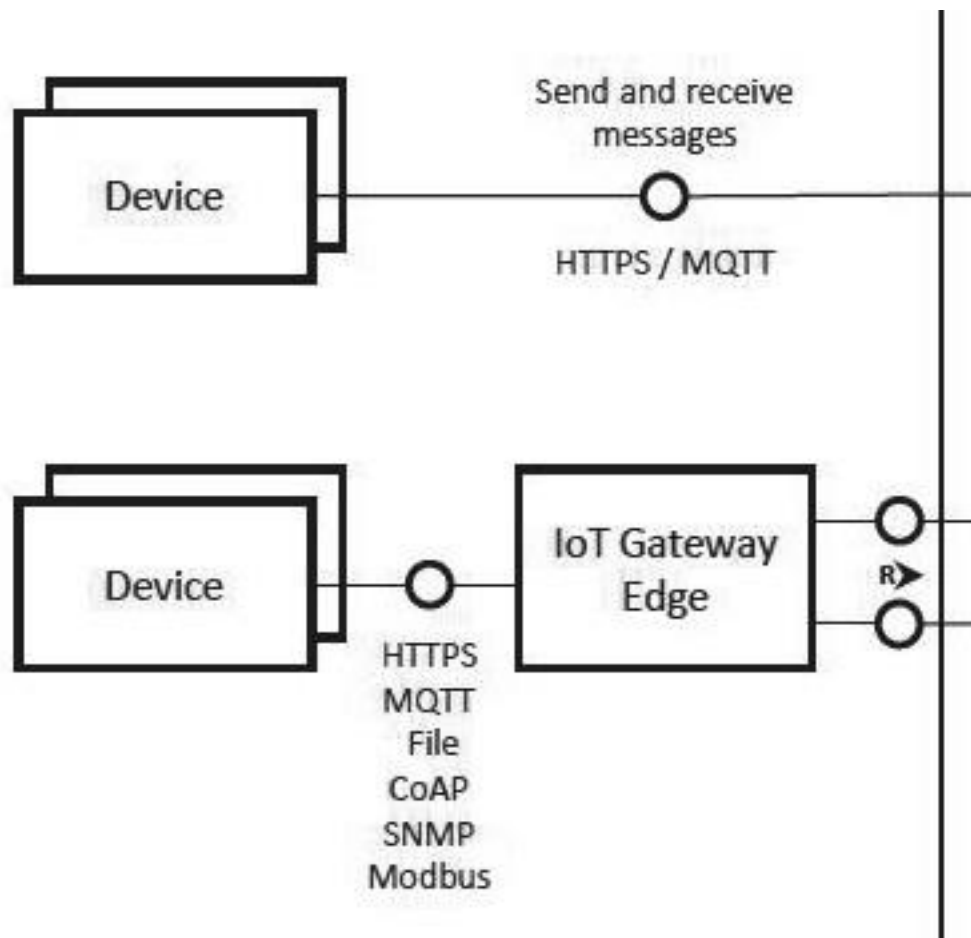 Send and receive
messages
Device
HTTPS / MQTT
Device
IoT Gateway
Edge
R
HTTPS
MQTT
File
CoAP
SNMP
Modbus